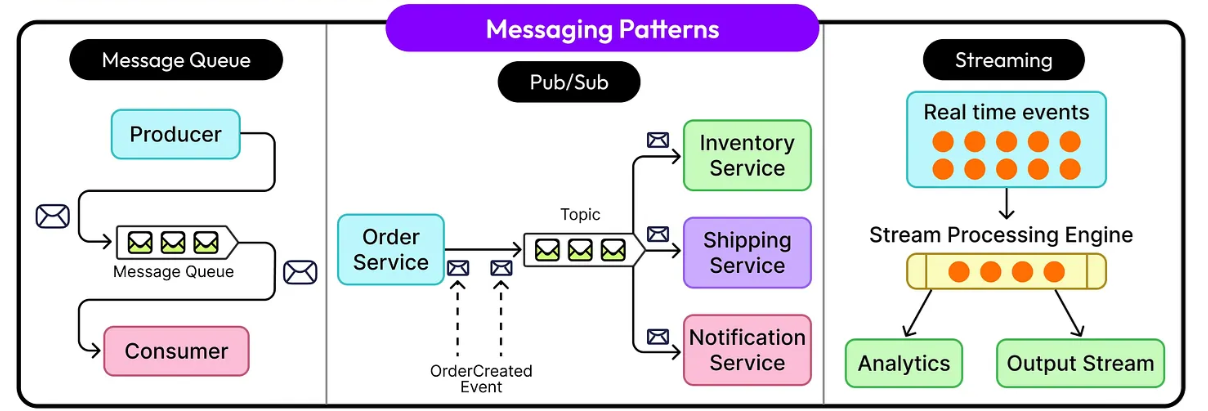 Messaging Patterns
Message Queue
Producer
Message Queue
Consumer
Pub/Sub
Order
Service
OrderCreated
Event
Topic
Inventory
Service
Shipping
Service
Notification
Service
Streaming
Real time events
Stream Processing Engine
Analytics
Output Stream